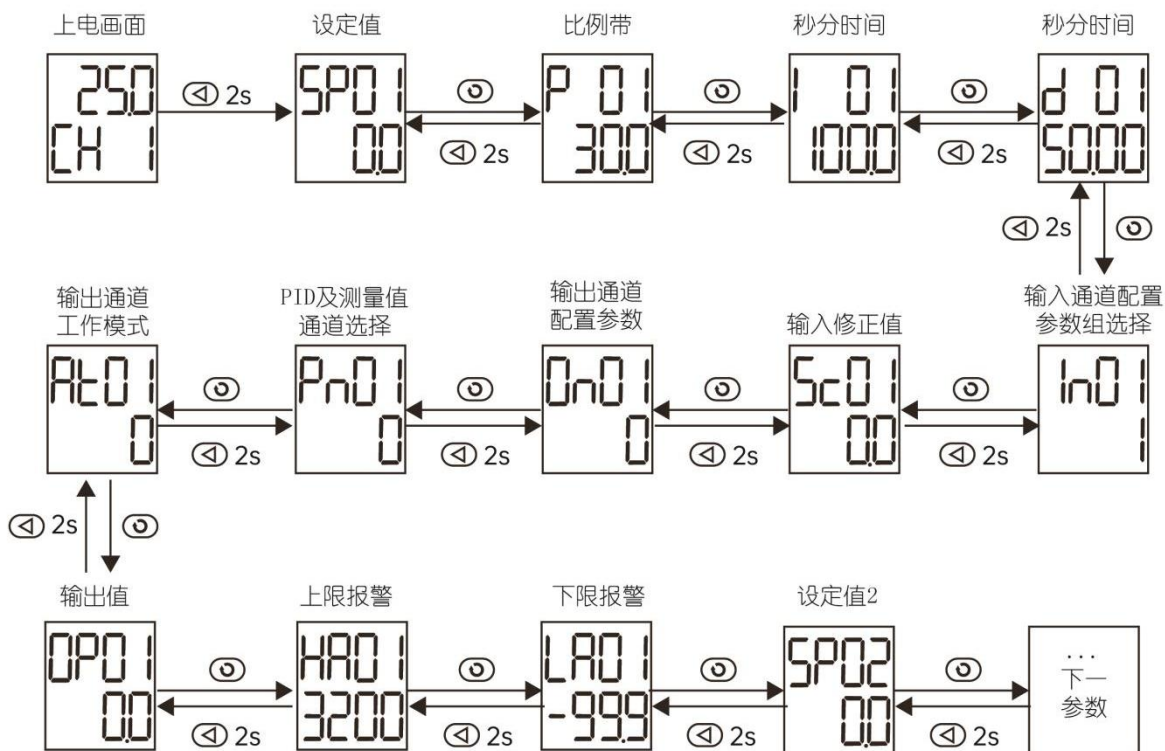 上电画面
25.0
CH 1
2s
设定值
SP01
0.0
2s
比例带
P 01
30.0
2s
秒分时间
I 01
100.0
2s
秒分时间
d 01
50.00
2s
输出通道
工作模式
At01
0
2s
PID及测量值
通道选择
Pn01
0
2s
输出通道
配置参数
On01
0
2s
输入修正值
Sc01
0.0
2s
输入通道配置
参数组选择
In01
1
2s
输出值
OP01
0.0
2s
上限报警
HA01
3200
2s
下限报警
LA01
-99.9
2s
设定值2
SP02
0.0
2s
...
下一
参数